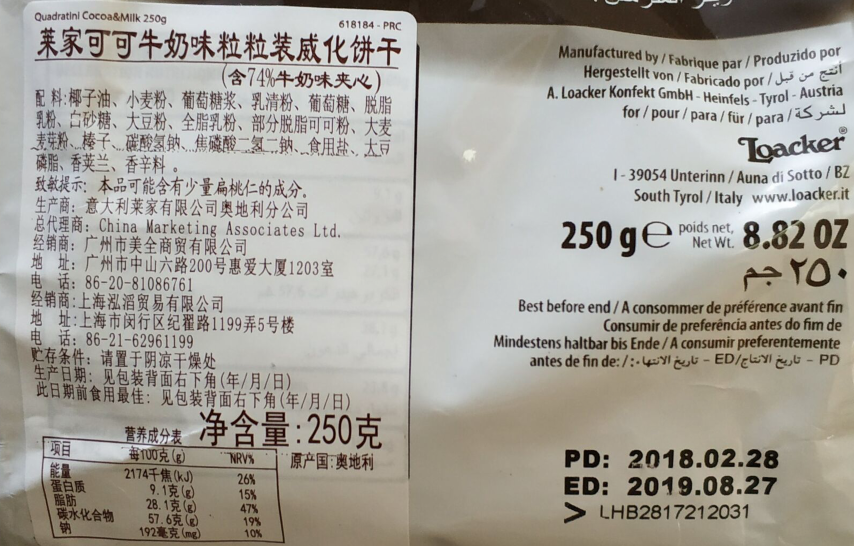 Quadratini Cocoa&Milk 250g
618184 - PRC
莱家可可牛奶味粒粒装威化饼干
(含74%牛奶味夹心)
配 料:椰子油、小麦粉、葡萄糖浆、乳清粉、葡萄糖、脱脂
乳粉、白砂糖、大豆粉、全脂乳粉、部分脱脂可可粉、大麦
麦芽粉、榛子、碳酸氢钠、焦磷酸二氢二钠、食用盐、大豆
磷脂、香荚兰、香辛料。
致敏提示: 本品可能含有少量扁桃仁的成分。
生产商: 意大利莱家有限公司奥地利分公司
总代理商: China Marketing Associates Ltd.
经销商: 广州市美全商贸有限公司
地 址: 广州市中山六路200号惠爱大厦1203室
电 话: 86-20-81086761
经销商:上海泓滔贸易有限公司
地 址:上海市闵行区纪翟路1199弄5号楼
电 话: 86-21-62961199
贮存条件: 请置于阴凉干燥处
生产日期: 见包装背面右下角(年/月/日)
此日期前食用最佳: 见包装背面右下角(年/月/日)
净含量:250克
营养成分表
原产国:奥地利
项目 每100克(g) NRV%
能量 2174千焦(kJ) 26%
蛋白质 9.1克(g) 15%
脂肪 28.1克(g) 47%
碳水化合物 57.6克(g) 19%
钠 192毫克(mg) 10%
Manufactured by / Fabrique par / Produzido por
Hergestellt von / Fabricado por / أنتج من قبل
A. Loacker Konfekt GmbH - Heinfels - Tyrol - Austria
for / pour / para / für / para / لشركة
Loacker®
I - 39054 Unterinn / Auna di Sotto / BZ
South Tyrol / Italy www.loacker.it
250 g e poids net, Net Wt. 8.82 OZ
٢٥٠ جم
Best before end / A consommer de préférence avant fin
Consumir de preferência antes do fim de
Mindestens haltbar bis Ende / A consumir preferentemente
antes de fin de: /: تاريخ الانتهاء - ED/ تاريخ الانتاج - PD
PD: 2018.02.28
ED: 2019.08.27
> LHB2817212031